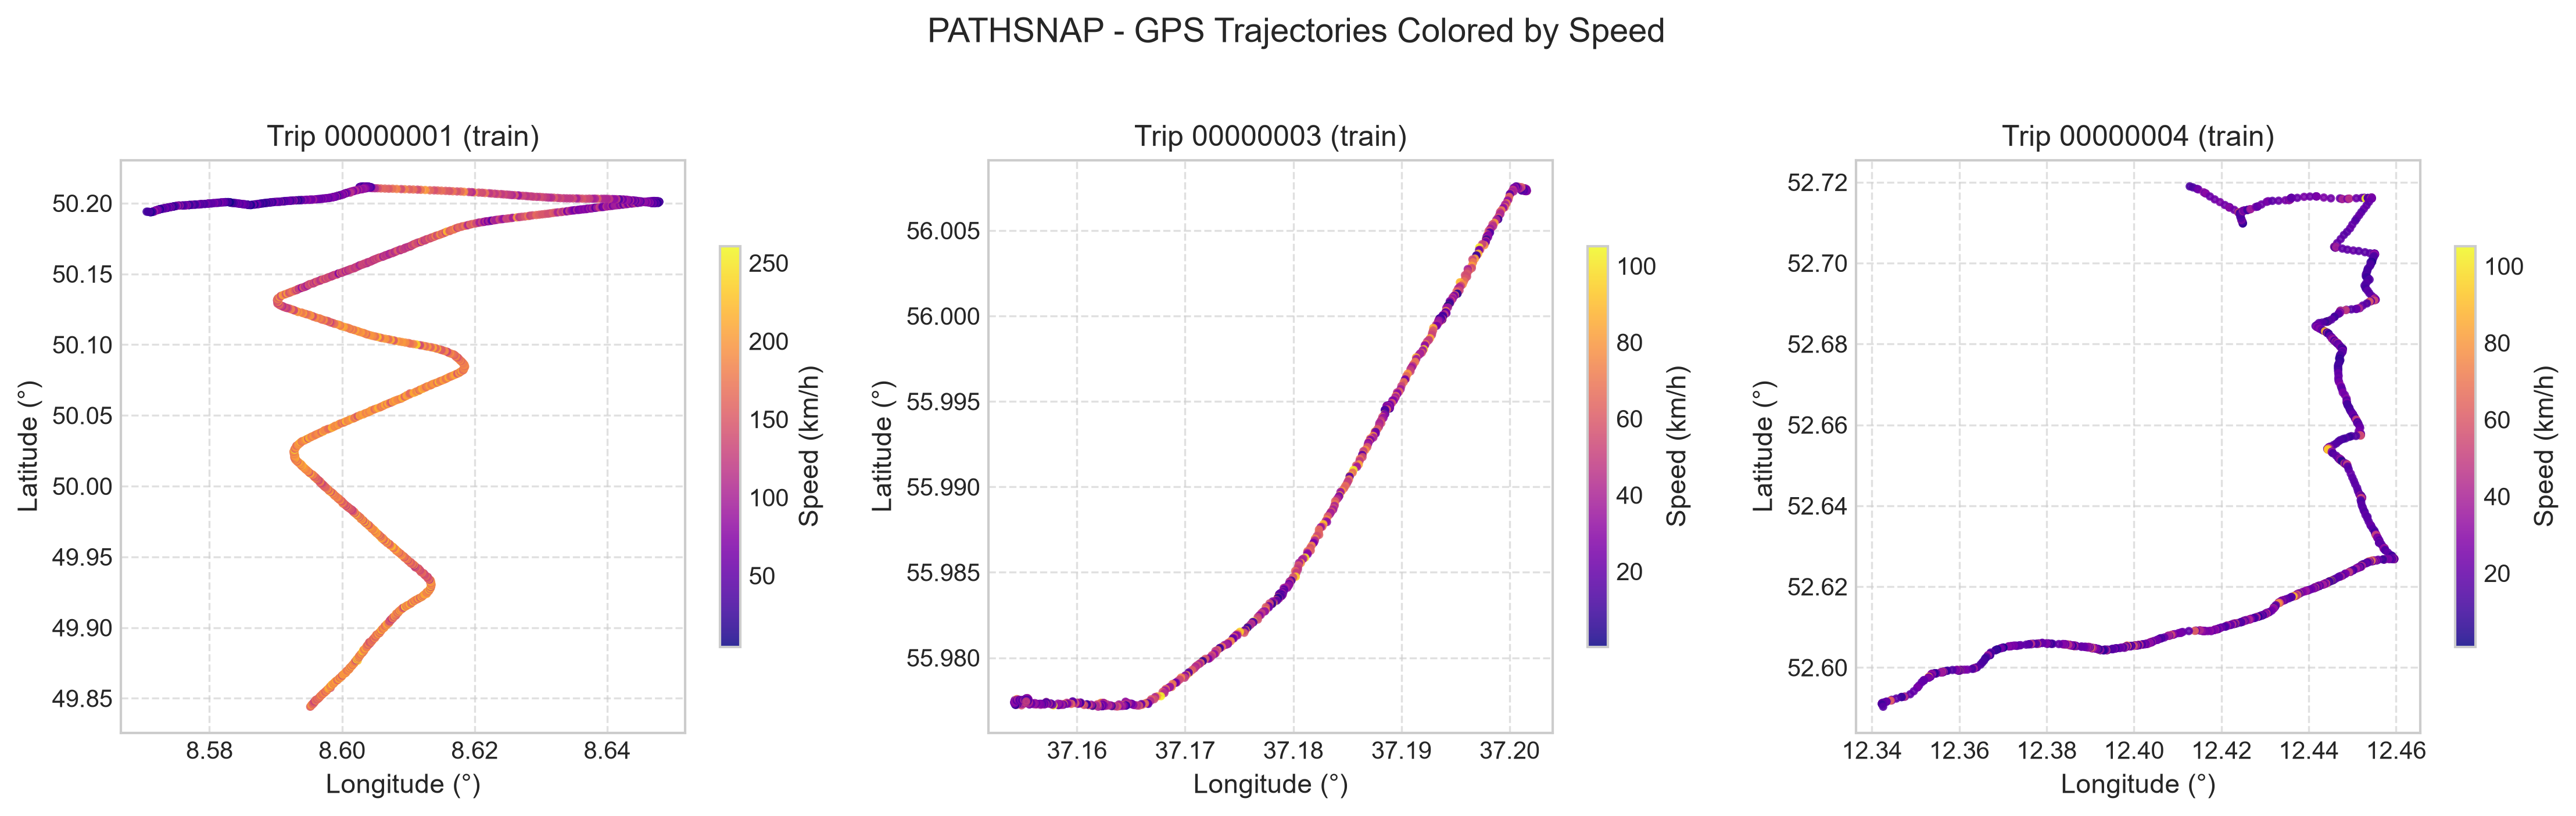 PATHSNAP - GPS Trajectories Colored by Speed
Trip 00000001 (train)
50.20
50.15
50.10
50.05
50.00
49.95
49.90
49.85
Latitude (°)
8.58 8.60 8.62 8.64
Longitude (°)
250
200
150
100
50
Speed (km/h)
Trip 00000003 (train)
56.005
56.000
55.995
55.990
55.985
55.980
Latitude (°)
37.16 37.17 37.18 37.19 37.20
Longitude (°)
100
80
60
40
20
Speed (km/h)
Trip 00000004 (train)
52.72
52.70
52.68
52.66
52.64
52.62
52.60
Latitude (°)
12.34 12.36 12.38 12.40 12.42 12.44 12.46
Longitude (°)
100
80
60
40
20
Speed (km/h)